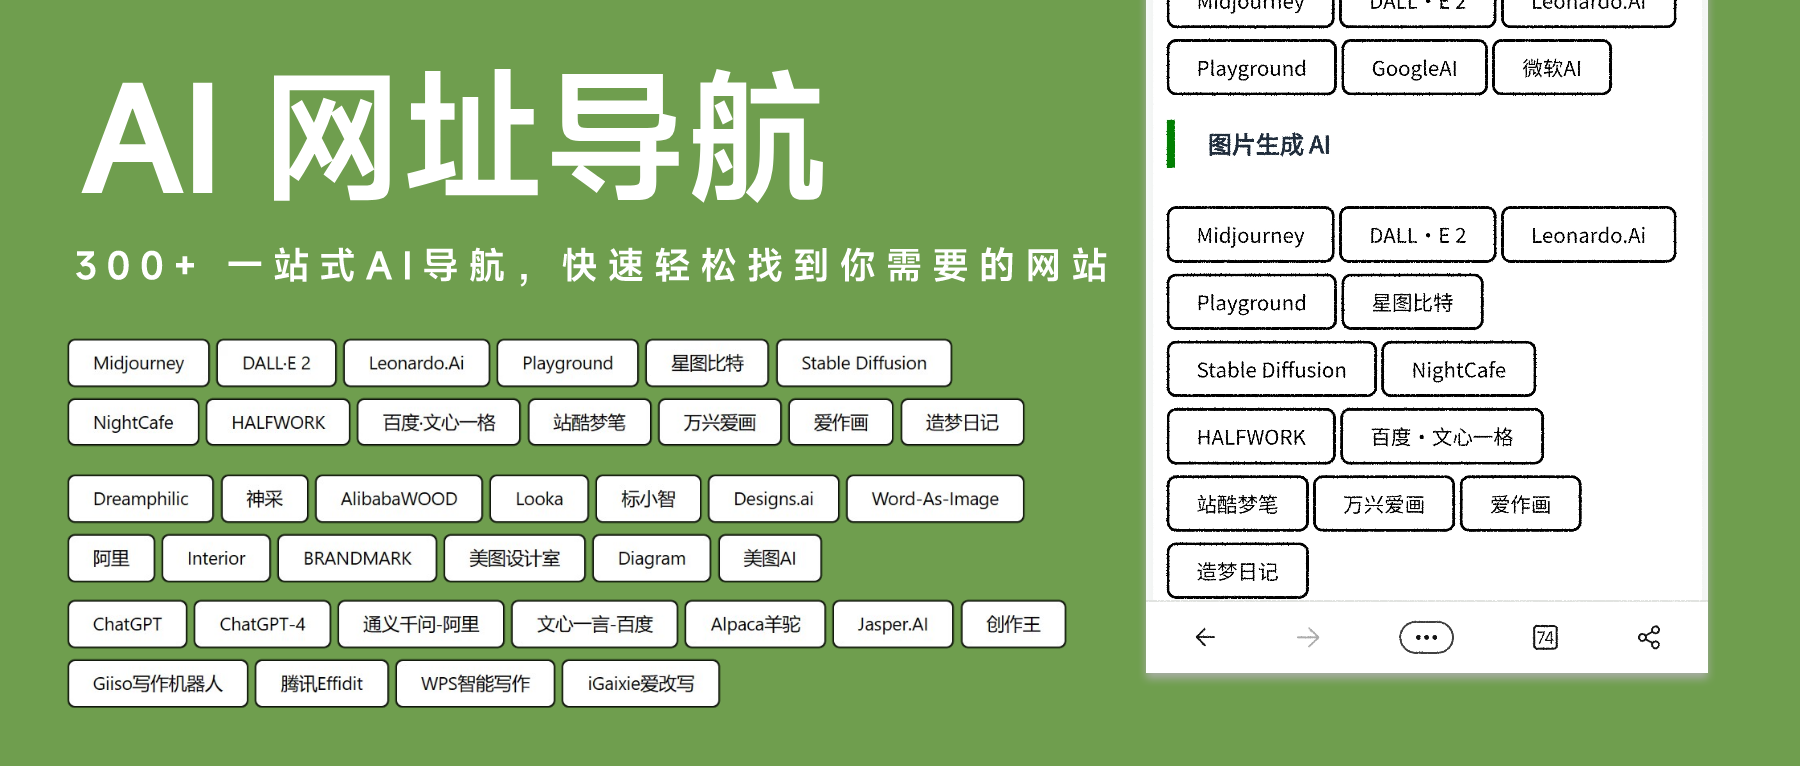 AI 网址导航
300+ 一站式AI导航，快速轻松找到你需要的网站
Midjourney DALL·E 2 Leonardo.Ai Playground 星图比特 Stable Diffusion
NightCafe HALFWORK 百度·文心一格 站酷梦笔 万兴爱画 爱作画 造梦日记
Dreamphilic 神采 AlibabaWOOD Looka 标小智 Designs.ai Word-As-Image
阿里 Interior BRANDMARK 美图设计室 Diagram 美图AI
ChatGPT ChatGPT-4 通义千问-阿里 文心一言-百度 Alpaca羊驼 Jasper.AI 创作王
Giiso写作机器人 腾讯Effidit WPS智能写作 iGaixie爱改写
Midjourney DALL·E 2 Leonardo.Ai
Playground GoogleAI 微软AI
图片生成 AI
Midjourney DALL·E 2 Leonardo.Ai
Playground 星图比特
Stable Diffusion NightCafe
HALFWORK 百度·文心一格
站酷梦笔 万兴爱画 爱作画
造梦日记
74